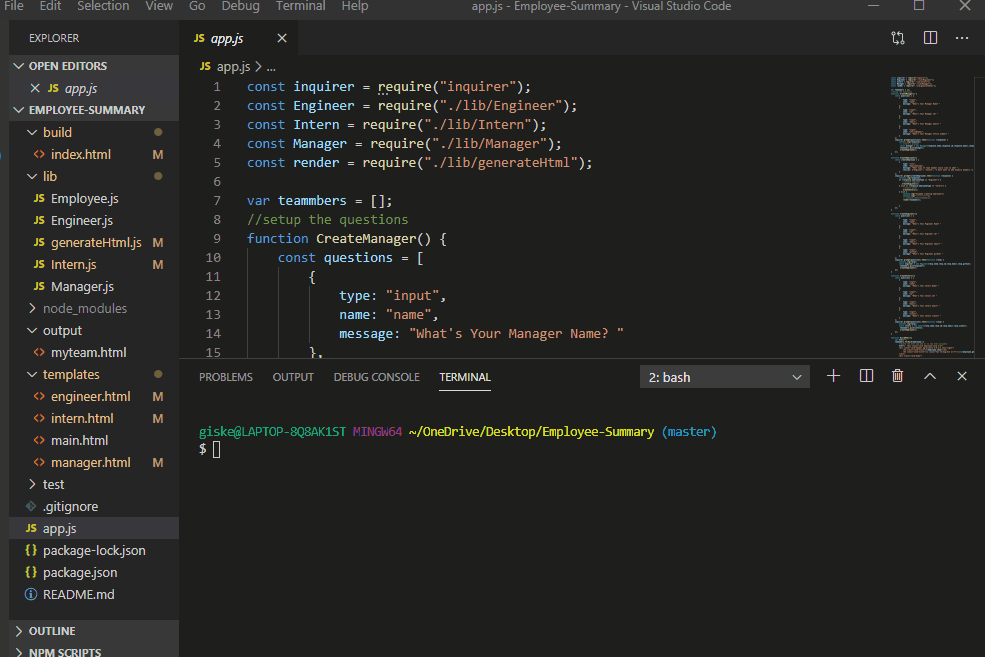 File Edit Selection View Go Debug Terminal Help app.js - Employee-Summary - Visual Studio Code
EXPLORER
OPEN EDITORS
JS app.js
EMPLOYEE-SUMMARY
build
index.html M
lib
JS Employee.js
JS Engineer.js
JS generateHtml.js M
JS Intern.js M
JS Manager.js
node_modules
output
myteam.html
templates
engineer.html M
intern.html M
main.html
manager.html M
test
.gitignore
JS app.js
{} package-lock.json
{} package.json
README.md
OUTLINE
NPM SCRIPTS
JS app.js
JS app.js > ...
1 const inquirer = require("inquirer");
2 const Engineer = require("./lib/Engineer");
3 const Intern = require("./lib/Intern");
4 const Manager = require("./lib/Manager");
5 const render = require("./lib/generateHtml");
6
7 var teammbers = [];
8 //setup the questions
9 function CreateManager() {
10 const questions = [
11 {
12 type: "input",
13 name: "name",
14 message: "What's Your Manager Name? "
15 },
PROBLEMS OUTPUT DEBUG CONSOLE TERMINAL 2: bash
giske@LAPTOP-8Q8AK1ST MINGW64 ~/OneDrive/Desktop/Employee-Summary (master)
$